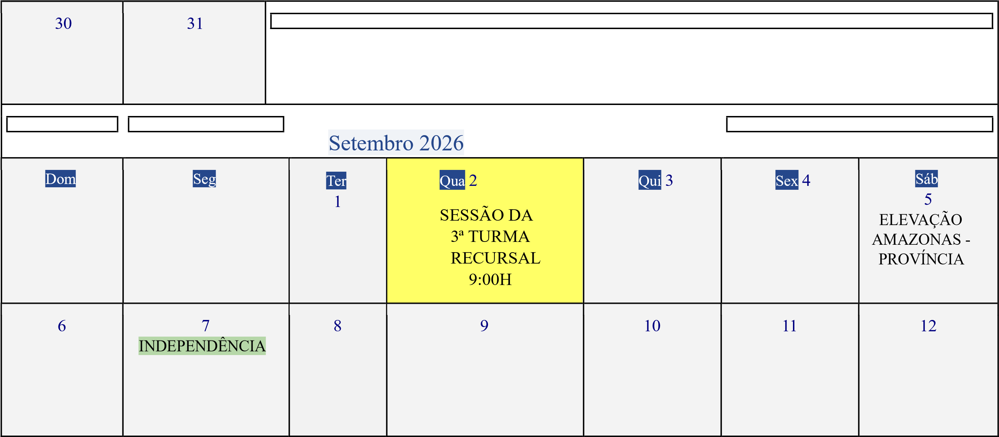 30 31
Setembro 2026
Dom Seg Ter Qua 2 Qui 3 Sex 4 Sáb
1 5
SESSÃO DA
3ª TURMA
RECURSAL
9:00H
ELEVAÇÃO
AMAZONAS -
PROVÍNCIA
6 7 8 9 10 11 12
INDEPENDÊNCIA